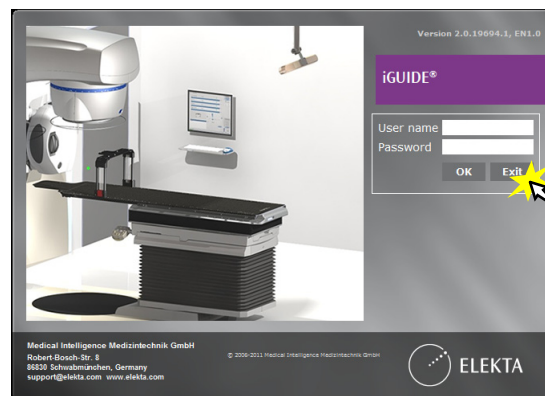 Version 2.0.19694.1, EN1.0
iGUIDE®
User name
Password
OK Exit
Medical Intelligence Medizintechnik GmbH
Robert-Bosch-Str. 8
86830 Schwabmünchen, Germany
support@elekta.com www.elekta.com
© 2006-2011 Medical Intelligence Medizintechnik GmbH
ELEKTA